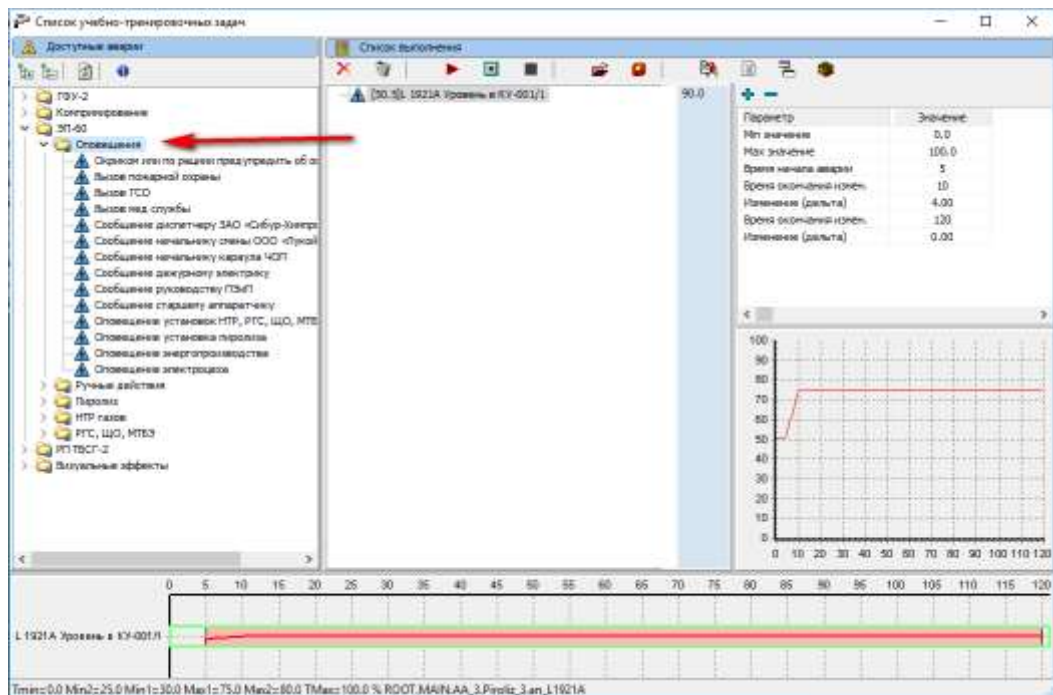 Список учебно-тренировочных задач
Доступные аварии
Список выполнения
ГФУ-2
Компримирование
ЭП-60
Оповещения
Окриком или по рации предупредить об
Вызов пожарной охраны
Вызов ГСО
Вызов мед службы
Сообщение диспетчеру ЗАО «Сибур-Химпр
Сообщение начальнику смены ООО «Лукой
Сообщение начальнику караула ЧОП
Сообщение дежурному электрику
Сообщение руководству
Сообщение старшему аппаратчику
Оповещение установок НТР, РГС, ЩО, МТБ
Оповещение установка пиролиза
Оповещение энергопроизводства
Оповещение электроцеха
Ручные действия
Пиролиз
НТР газов
РГС, ЩО, МТБЭ
РП ТБСГ-2
Визуальные эффекты
L 1921A Уровень в КУ-001/1
90.0
Параметр Значение
Min значение 0.0
Max значение 100.0
Время начала аварии 5
Время окончания измен. 10
Изменение (дельта) 4.00
Время окончания измен. 120
Изменение (дельта) 0.00
100
90
80
70
60
50
40
30
20
10
0
0 10 20 30 40 50 60 70 80 90 100 110 120
0 5 10 15 20 25 30 35 40 45 50 55 60 65 70 75 80 85 90 95 100 105 110 115 120
L 1921A Уровень в КУ-001/1
Tmin=0.0 Min2=25.0 Min1=30.0 Max1=75.0 Max2=80.0 TMax=100.0 % ROOT.MAIN.AA_3.Piroliz_3.an_L1921A